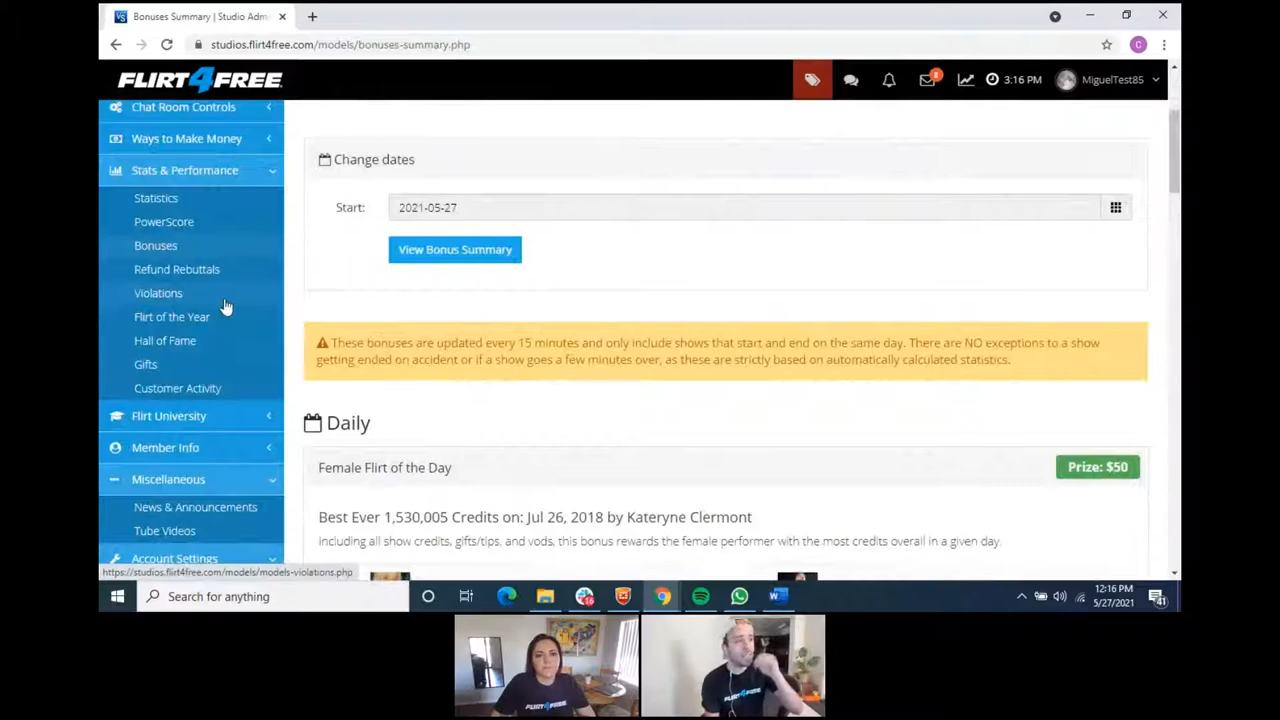 Bonuses Summary | Studio Adm
studios.flirt4free.com/models/bonuses-summary.php
C
FLIRT4FREE
8
3:16 PM
MiguelTest85
Chat Room Controls
Ways to Make Money
Stats & Performance
Statistics
PowerScore
Bonuses
Refund Rebuttals
Violations
Flirt of the Year
Hall of Fame
Gifts
Customer Activity
Flirt University
Member Info
Miscellaneous
News & Announcements
Tube Videos
Account Settings
https://studios.flirt4free.com/models/models-violations.php
Change dates
Start:
2021-05-27
View Bonus Summary
These bonuses are updated every 15 minutes and only include shows that start and end on the same day. There are NO exceptions to a show
getting ended on accident or if a show goes a few minutes over, as these are strictly based on automatically calculated statistics.
Daily
Female Flirt of the Day
Prize: $50
Best Ever 1,530,005 Credits on: Jul 26, 2018 by Kateryne Clermont
Including all show credits, gifts/tips, and vods, this bonus rewards the female performer with the most credits overall in a given day.
Search for anything
12:16 PM
5/27/2021
41
FLIRT4FREE
FLIRT4FREE